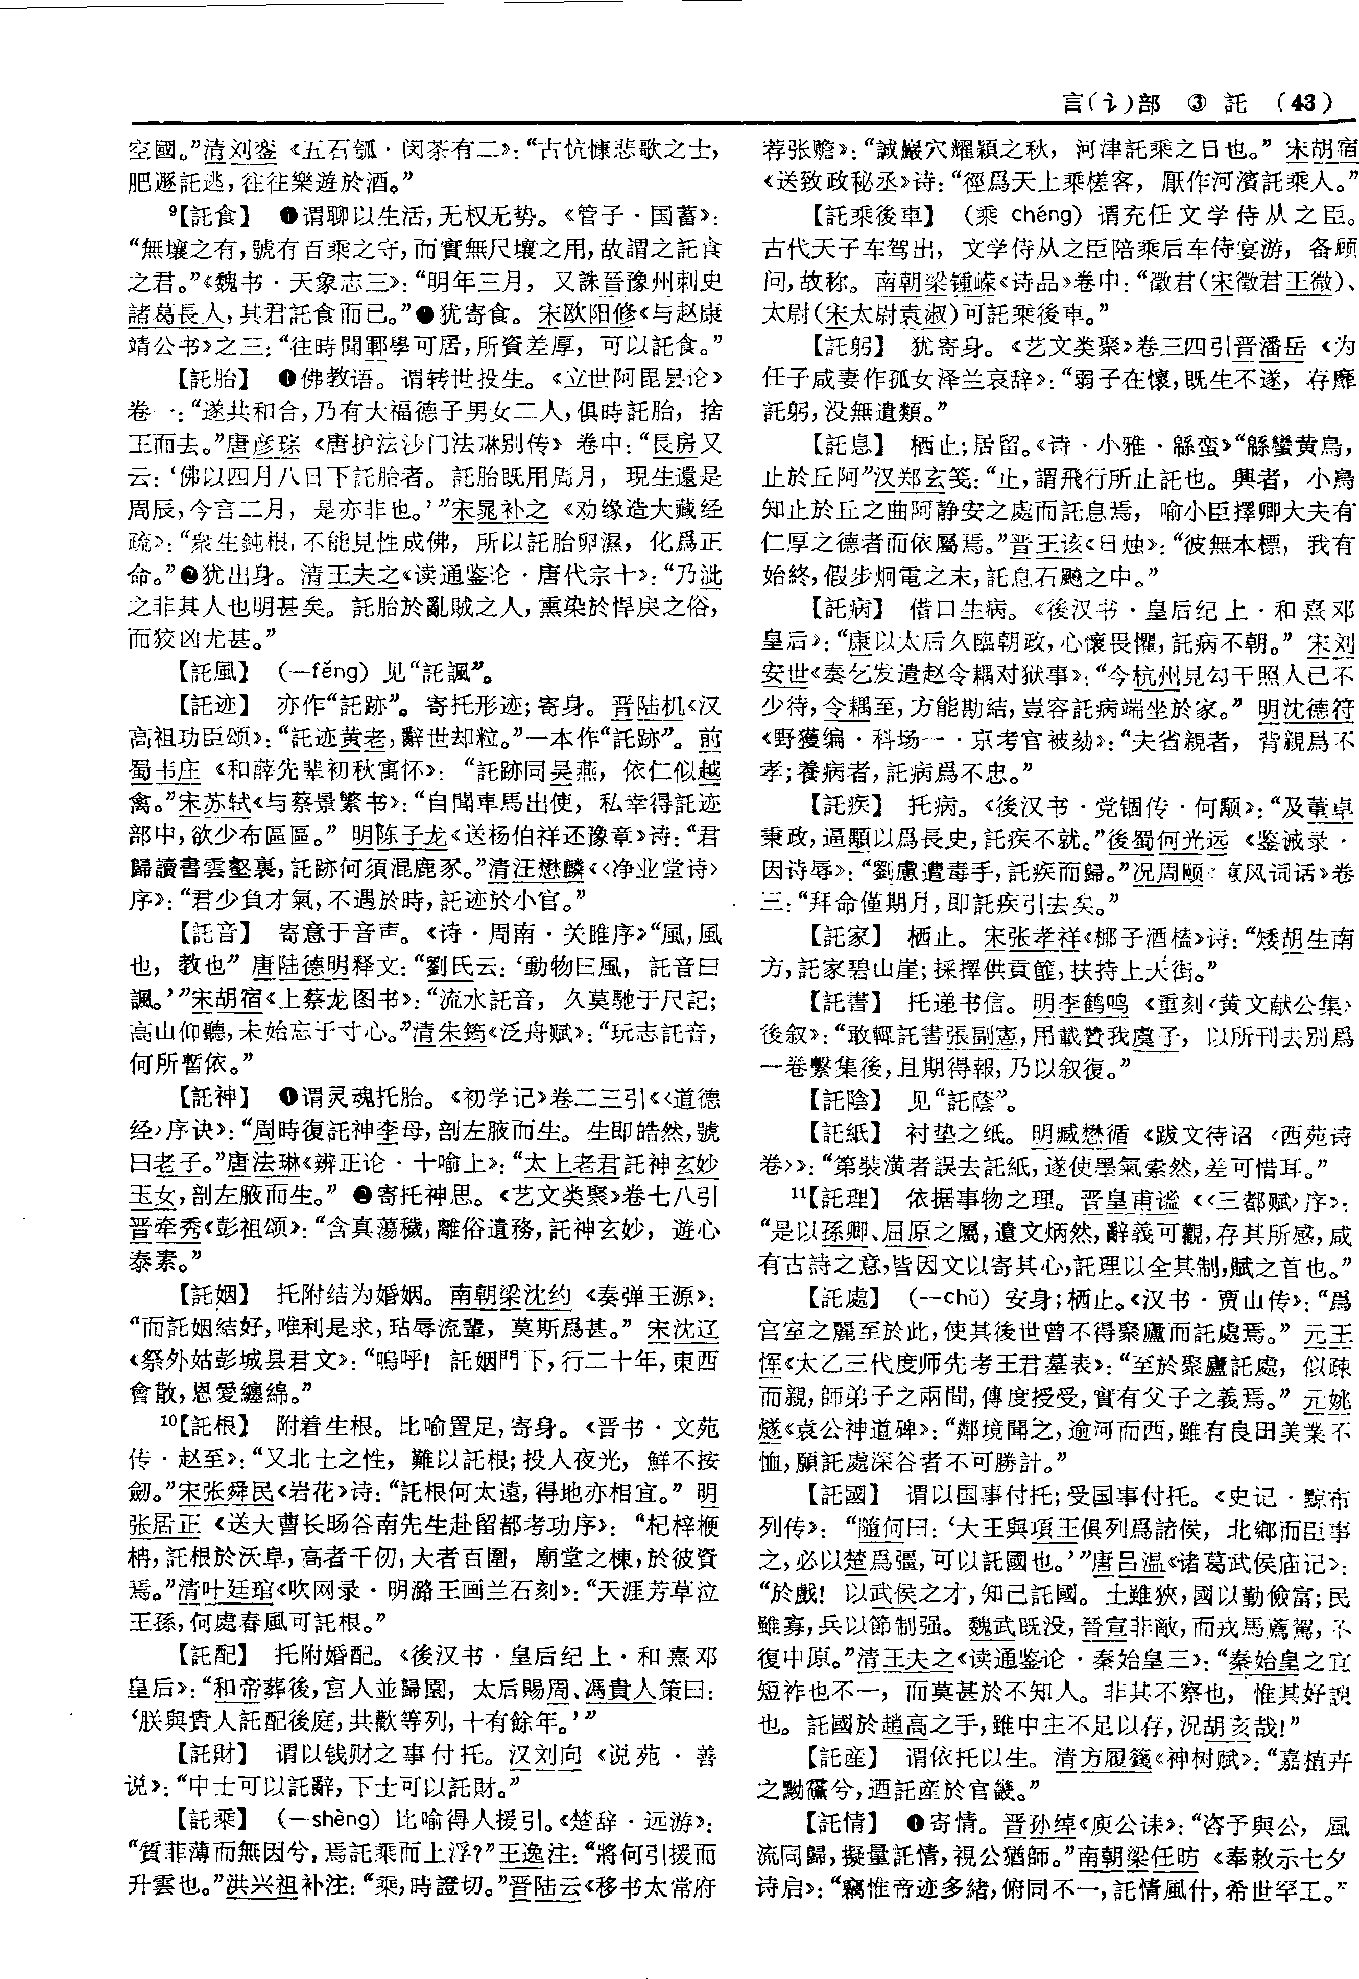 言(讠)部 ③ 託 (43)
空國。”清刘銮《五石瓠·闵茶有二》:“古忼慷悲歌之士,
肥遯託逃,往往樂遊於酒。”
⁹【託食】 ❶谓聊以生活,无权无势。《管子·国蓄》:
“無壤之有,號有百乘之守,而實無尺壤之用,故謂之託食
之君。”《魏书·天象志三》:“明年三月, 又誅晉豫州刺史
諸葛長人,其君託食而已。”❷犹寄食。 宋欧阳修《与赵康
靖公书》之三:“往時聞鄆學可居,所資差厚, 可以託食。”
【託胎】 ❶佛教语。谓转世投生。《立世阿毘昙论》
卷一:“遂共和合,乃有大福德子男女二人,俱時託胎, 捨
王而去。”唐彦琮《唐护法沙门法琳别传》卷中:“長房又
云:‘佛以四月八日下託胎者。 託胎既用周月, 現生還是
周辰,今言二月, 是亦非也。’”宋晁补之《劝缘造大藏经
疏》:“衆生鈍根,不能見性成佛, 所以託胎卵濕, 化爲正
命。”❷犹出身。 清王夫之《读通鉴论·唐代宗十》:“乃泚
之非其人也明甚矣。 託胎於亂賊之人,熏染於悍戾之俗,
而狡凶尤甚。”
【託風】 (—fěng) 见“託諷”。
【託迹】 亦作“託跡”。寄托形迹;寄身。 晋陆机《汉
高祖功臣颂》:“託迹黄老,辭世却粒。”一本作“託跡”。前
蜀韦庄《和薛先辈初秋寓怀》: “託跡同吴燕, 依仁似越
禽。”宋苏轼《与蔡景繁书》:“自聞車馬出使, 私幸得託迹
部中,欲少布區區。” 明陈子龙《送杨伯祥还豫章》诗:“君
歸讀書雲壑裏,託跡何須混鹿豕。”清汪懋麟《〈净业堂诗〉
序》:“君少負才氣,不遇於時,託迹於小官。”
【託音】 寄意于音声。《诗·周南·关雎序》“風,風
也, 教也” 唐陆德明释文:“劉氏云:‘動物曰風, 託音曰
諷。’”宋胡宿《上蔡龙图书》:“流水託音, 久莫馳于尺記;
高山仰聽,未始忘于寸心。”清朱筠《泛舟赋》:“玩志託音,
何所暫依。”
【託神】 ❶谓灵魂托胎。《初学记》卷二三引《〈道德
经〉序诀》:“周時復託神李母,剖左腋而生。 生即皓然,號
曰老子。”唐法琳《辨正论·十喻上》:“太上老君託神玄妙
玉女,剖左腋而生。” ❷寄托神思。《艺文类聚》卷七八引
晋牵秀《彭祖颂》:“含真蕩穢,離俗遺務,託神玄妙, 遊心
泰素。”
【託姻】 托附结为婚姻。 南朝梁沈约《奏弹王源》:
“而託姻結好,唯利是求,玷辱流輩, 莫斯爲甚。” 宋沈辽
《祭外姑彭城县君文》:“嗚呼! 託姻門下,行二十年,東西
會散,恩愛纏綿。”
¹⁰【託根】 附着生根。比喻置足,寄身。《晋书·文苑
传·赵至》:“又北土之性, 難以託根;投人夜光, 鮮不按
劒。”宋张舜民《岩花》诗:“託根何太遠,得地亦相宜。” 明
张居正《送大曹长旸谷南先生赴留都考功序》: “杞梓楩
柟,託根於沃阜,高者千仞,大者百圍, 廟堂之棟,於彼資
焉。”清叶廷琯《吹网录·明潞王画兰石刻》:“天涯芳草泣
王孫,何處春風可託根。”
【託配】 托附婚配。《後汉书·皇后纪上·和熹邓
皇后》:“和帝葬後,宫人並歸園, 太后賜周、馮貴人策曰:
‘朕與貴人託配後庭,共歡等列,十有餘年。’”
【託財】 谓以钱财之事付托。汉刘向《说苑·善
说》:“中士可以託辭,下士可以託財。”
【託乘】 (—shèng) 比喻得人援引。《楚辞·远游》:
“質菲薄而無因兮,焉託乘而上浮?”王逸注:“將何引援而
升雲也。”洪兴祖补注:“乘,時證切。”晋陆云《移书太常府
荐张赡》:“誠巖穴耀穎之秋, 河津託乘之日也。” 宋胡宿
《送致政秘丞》诗:“徑爲天上乘槎客, 厭作河濱託乘人。”
【託乘後車】 (乘 chéng) 谓充任文学侍从之臣。
古代天子车驾出, 文学侍从之臣陪乘后车侍宴游, 备顾
问,故称。 南朝梁锺嵘《诗品》卷中:“徵君(宋徵君王微)、
太尉(宋太尉袁淑)可託乘後車。”
【託躬】 犹寄身。《艺文类聚》卷三四引晋潘岳《为
任子咸妻作孤女泽兰哀辞》:“弱子在懷,既生不遂, 存靡
託躬,没無遺類。”
【託息】 栖止;居留。《诗·小雅·緜蛮》“緜蠻黄鳥,
止於丘阿”汉郑玄笺:“止,謂飛行所止託也。 興者, 小鳥
知止於丘之曲阿静安之處而託息焉, 喻小臣擇卿大夫有
仁厚之德者而依屬焉。”晋王该《日烛》:“彼無本標, 我有
始終,假步炯電之末,託息石飈之中。”
【託病】 借口生病。《後汉书·皇后纪上·和熹邓
皇后》:“康以太后久臨朝政,心懷畏懼,託病不朝。” 宋刘
安世《奏乞发遣赵令耦对狱事》:“今杭州見勾干照人已不
少待,令耦至,方能勘結,豈容託病端坐於家。” 明沈德符
《野獲编·科场一·京考官被劾》:“夫省親者, 背親爲不
孝;養病者,託病爲不忠。”
【託疾】 托病。《後汉书·党锢传·何颙》:“及董卓
秉政,逼顒以爲長史,託疾不就。”後蜀何光远《鉴诫录·
因诗辱》:“劉慮遭毒手,託疾而歸。”况周颐《蕙风词话》卷
三:“拜命僅期月,即託疾引去矣。”
【託家】 栖止。 宋张孝祥《椰子酒榼》诗:“矮胡生南
方,託家碧山崖;採擇供貢篚,扶持上天街。”
【託書】 托递书信。 明李鹤鸣《重刻〈黄文献公集〉
後叙》:“敢輒託書張副憲,用載贊我虞子, 以所刊去别爲
一卷繫集後,且期得報,乃以叙復。”
【託陰】 见“託蔭”。
【託紙】 衬垫之纸。 明臧懋循《跋文待诏〈西苑诗
卷〉》:“第裝潢者誤去託紙,遂使墨氣索然,差可惜耳。”
¹¹【託理】 依据事物之理。晋皇甫谧《〈三都赋〉序》:
“是以孫卿、屈原之屬,遺文炳然,辭義可觀,存其所感,咸
有古詩之意,皆因文以寄其心,託理以全其制,賦之首也。”
【託處】 (—chǔ) 安身;栖止。《汉书·贾山传》:“爲
宫室之麗至於此,使其後世曾不得聚廬而託處焉。” 元王
恽《太乙三代度师先考王君墓表》:“至於聚廬託處, 似疎
而親,師弟子之兩間,傳度授受,實有父子之義焉。” 元姚
燧《袁公神道碑》:“鄰境聞之,逾河而西,雖有良田美業不
恤,願託處深谷者不可勝計。”
【託國】 谓以国事付托;受国事付托。《史记·黥布
列传》: “隨何曰:‘大王與項王俱列爲諸侯, 北鄉而臣事
之,必以楚爲彊,可以託國也。’”唐吕温《诸葛武侯庙记》:
“於戲! 以武侯之才,知己託國。 土雖狹,國以勤儉富;民
雖寡,兵以節制强。 魏武既没,晉宣非敵,而戎馬薦駕,不
復中原。”清王夫之《读通鉴论·秦始皇三》:“秦始皇之宜
短祚也不一, 而莫甚於不知人。非其不察也, 惟其好諛
也。 託國於趙高之手,雖中主不足以存,況胡亥哉!”
【託産】 谓依托以生。清方履籛《神树赋》:“嘉植卉
之黝儵兮,迺託産於官畿。”
【託情】 ❶寄情。 晋孙绰《庾公诔》:“咨予與公, 風
流同歸,擬量託情,視公猶師。”南朝梁任昉《奉敕示七夕
诗启》:“竊惟帝迹多緒,俯同不一,託情風什,希世罕工。”